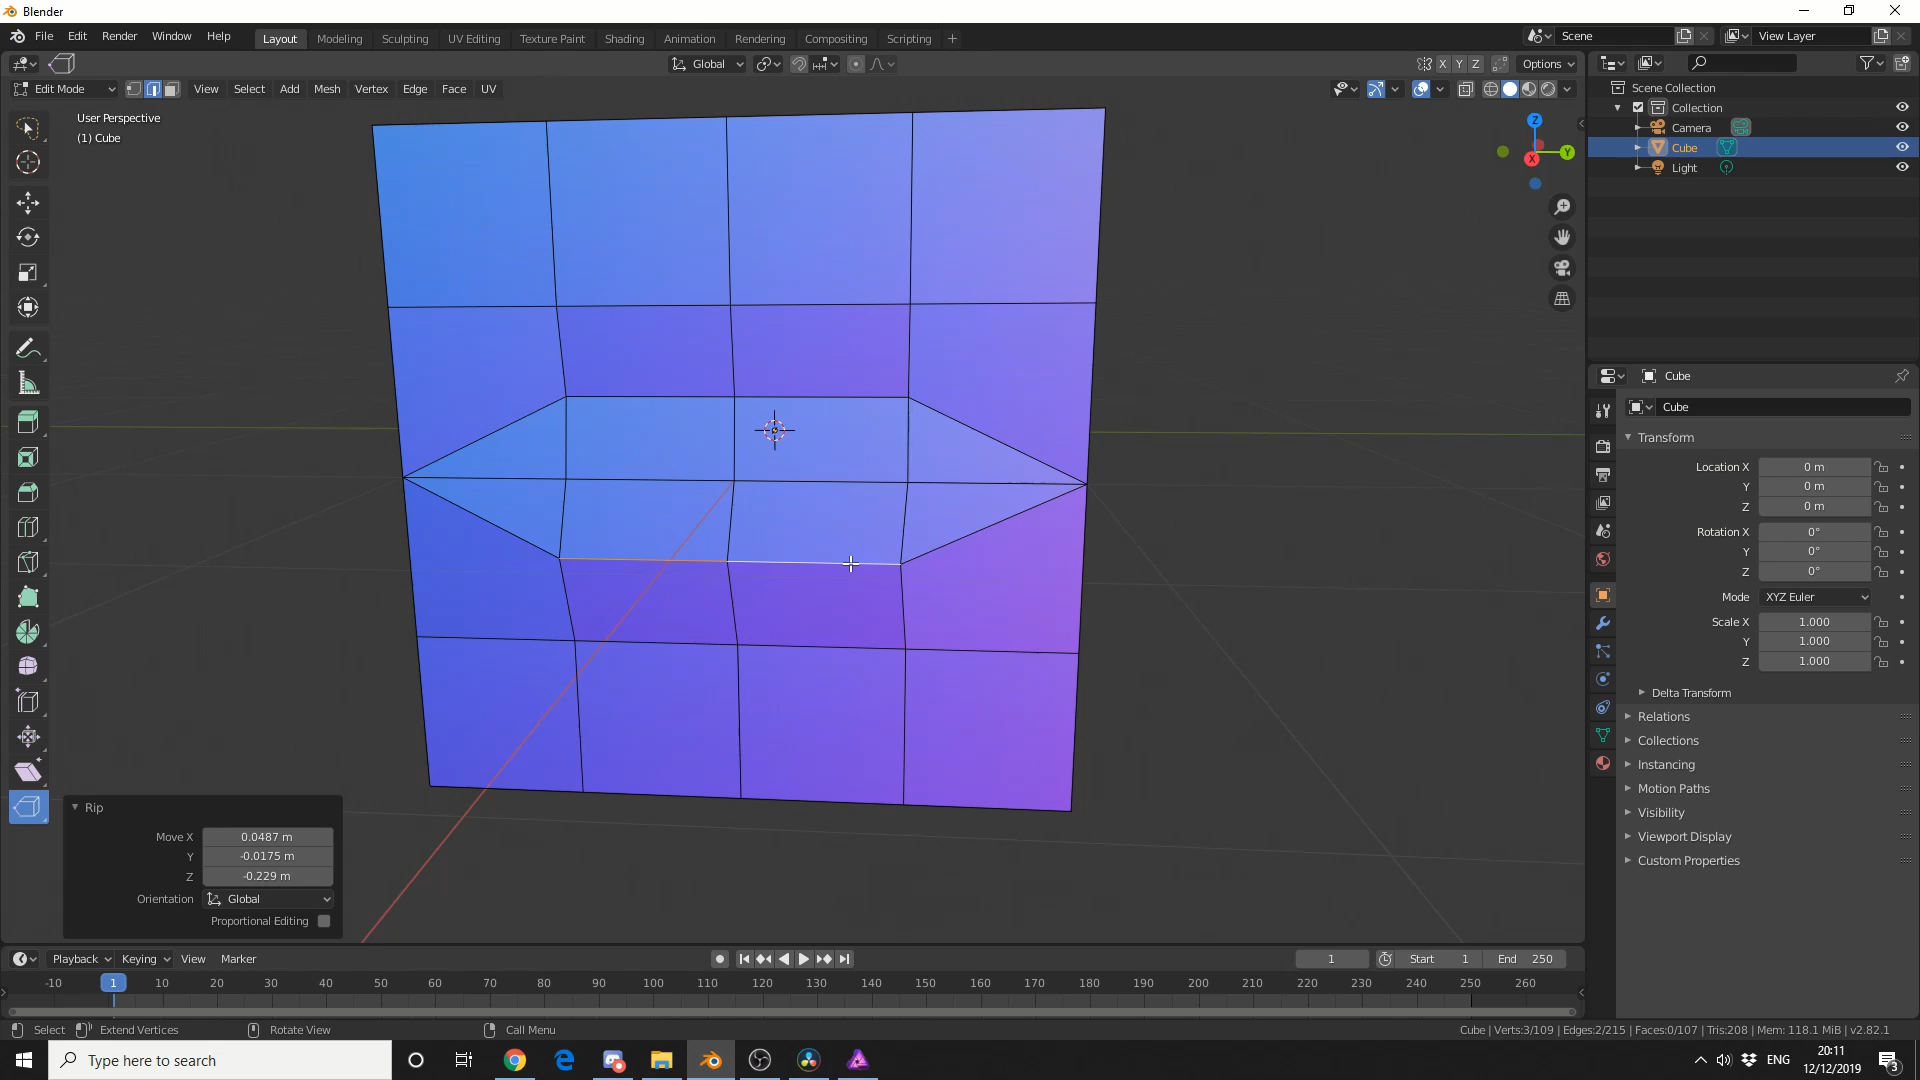 Blender
File Edit Render Window Help
Layout Modeling Sculpting UV Editing Texture Paint Shading Animation Rendering Compositing Scripting +
Scene
View Layer
Global
X Y Z
Options
Edit Mode
View Select Add Mesh Vertex Edge Face UV
User Perspective
(1) Cube
Z
Y
X
Scene Collection
Collection
Camera
Cube
Light
Cube
Cube
Transform
Location X 0 m
Y 0 m
Z 0 m
Rotation X 0°
Y 0°
Z 0°
Mode XYZ Euler
Scale X 1.000
Y 1.000
Z 1.000
Delta Transform
Relations
Collections
Instancing
Motion Paths
Visibility
Viewport Display
Custom Properties
Rip
Move X 0.0487 m
Y -0.0175 m
Z -0.229 m
Orientation Global
Proportional Editing
Playback Keying View Marker
1
Start 1
End 250
-10 1 10 20 30 40 50 60 70 80 90 100 110 120 130 140 150 160 170 180 190 200 210 220 230 240 250 260
Select Extend Vertices Rotate View Call Menu
Cube | Verts:3/109 | Edges:2/215 | Faces:0/107 | Tris:208 | Mem: 118.1 MiB | v2.82.1
Type here to search
ENG
20:11
12/12/2019
3